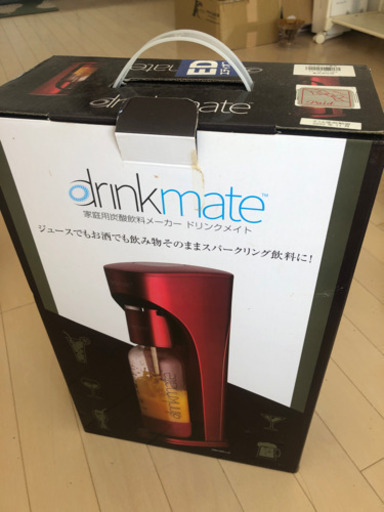 drinkmate
drinkmate™
家庭用炭酸飲料メーカー ドリンクメイト
ジュースでもお酒でも飲み物そのままスパークリング飲料に!
drinkmate